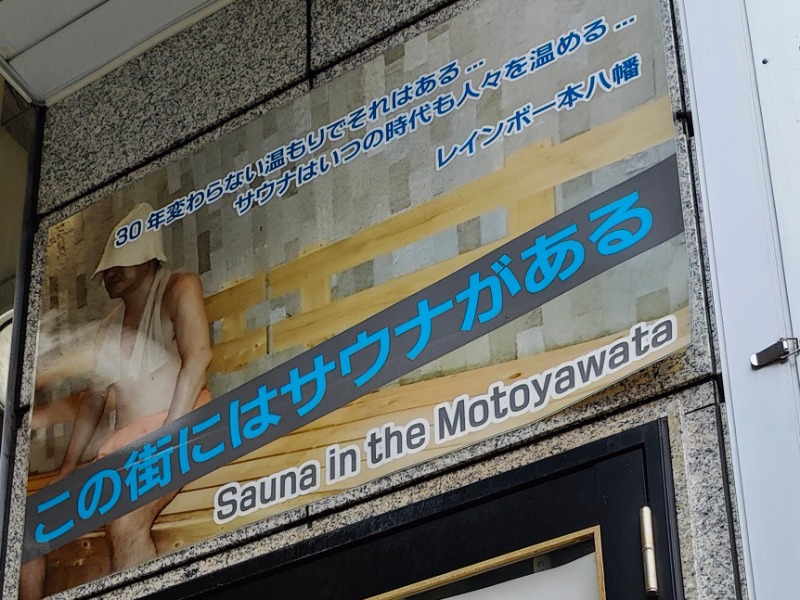 30年変わらない温もりでそれはある…
サウナはいつの時代も人々を温める…
レインボー本八幡
この街にはサウナがある
Sauna in the Motoyawata